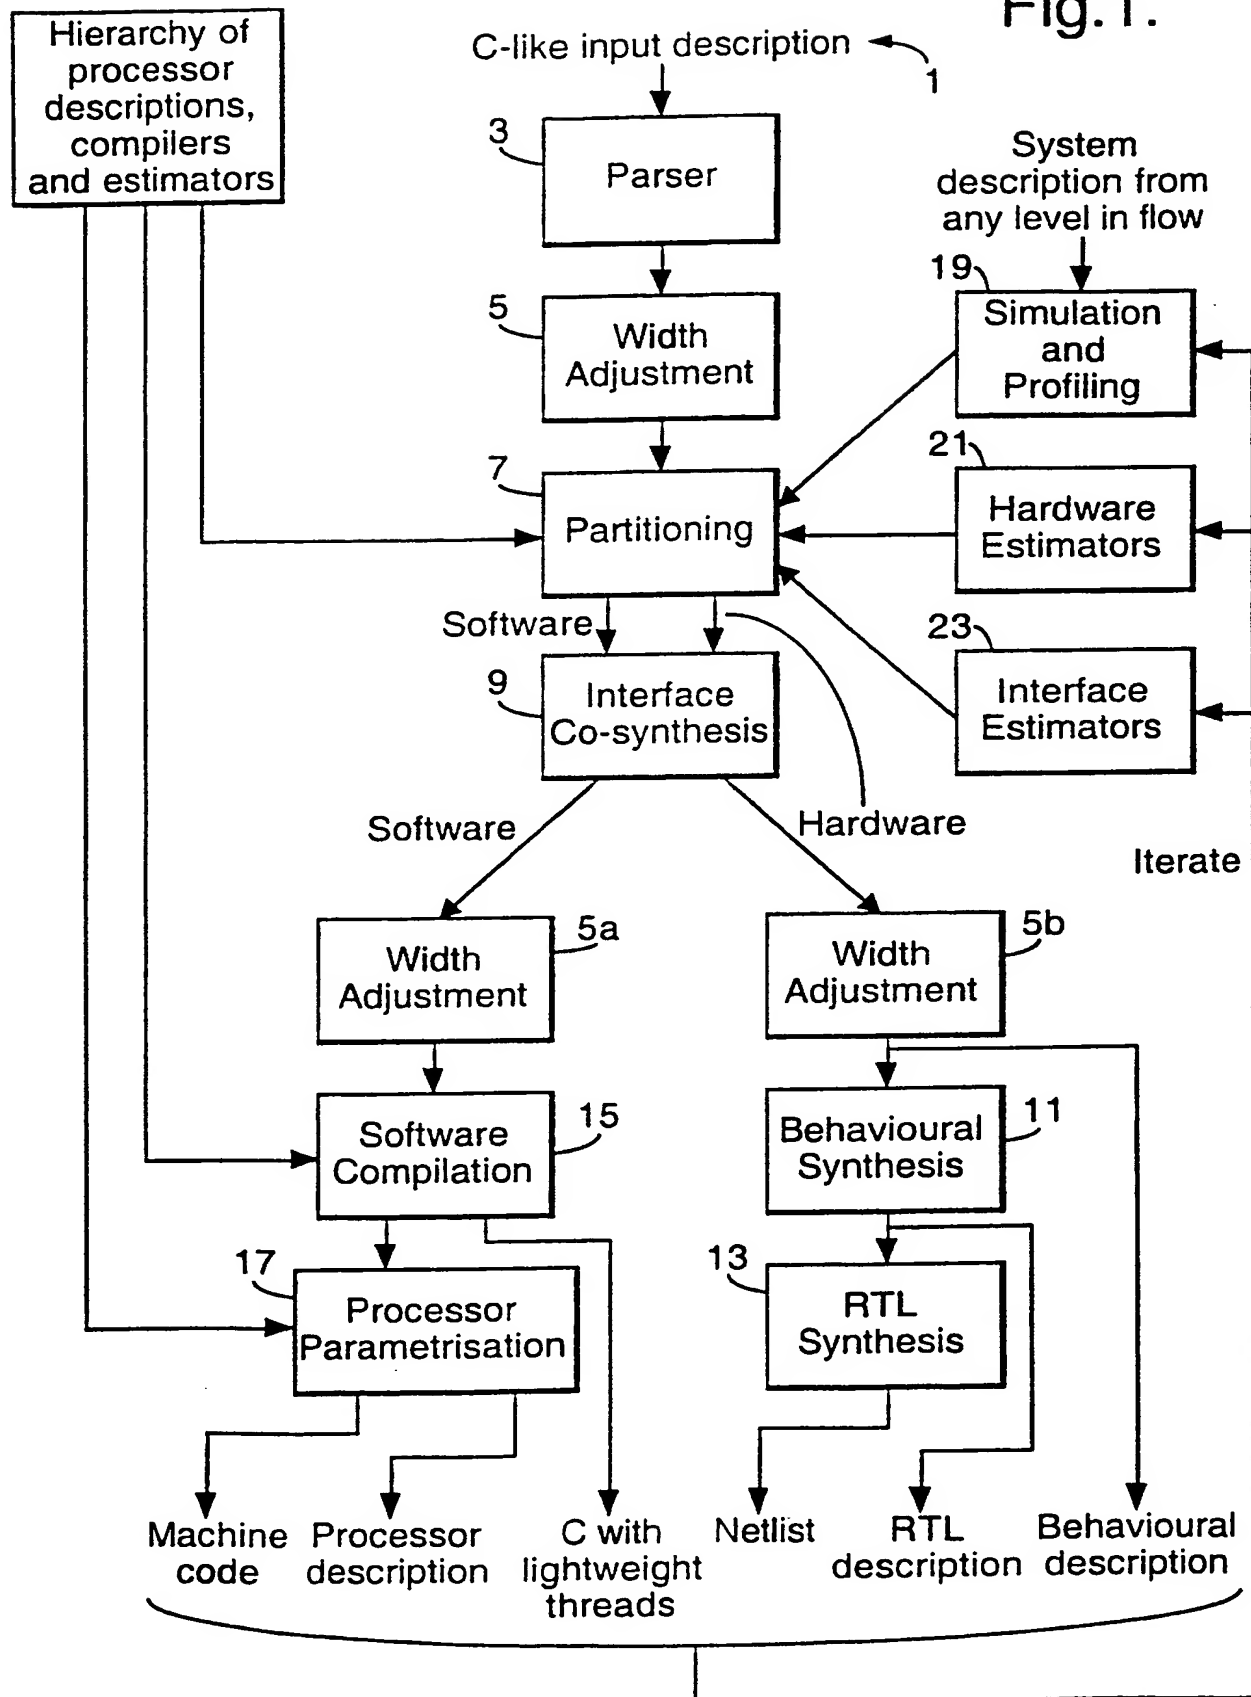 Fig.1.
Hierarchy of
processor
descriptions,
compilers
and estimators
C-like input description
1
3
Parser
System
description from
any level in flow
5
Width
Adjustment
19
Simulation
and
Profiling
7
Partitioning
21
Hardware
Estimators
Software
9
Interface
Co-synthesis
23
Interface
Estimators
Software
Hardware
Iterate
5a
Width
Adjustment
5b
Width
Adjustment
15
Software
Compilation
11
Behavioural
Synthesis
17
Processor
Parametrisation
13
RTL
Synthesis
Machine
code
Processor
description
C with
lightweight
threads
Netlist
RTL
description
Behavioural
description